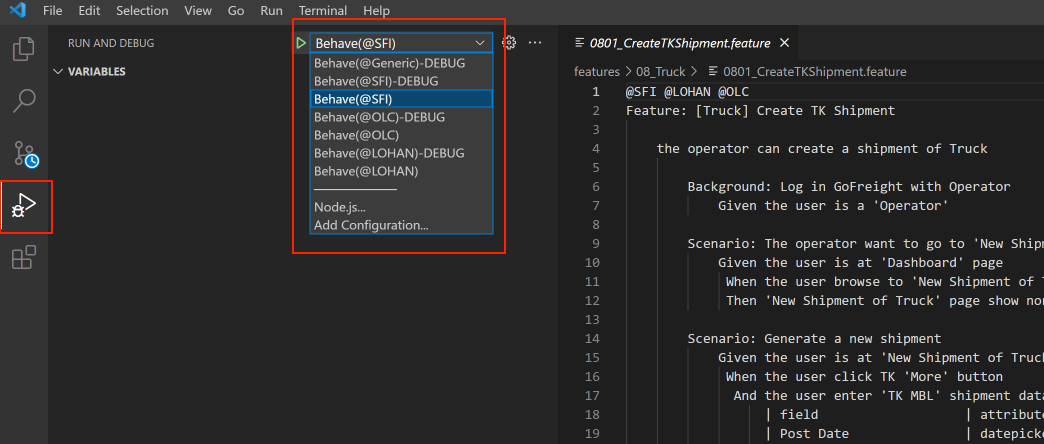 File Edit Selection View Go Run Terminal Help
RUN AND DEBUG
Behave(@SFI)
VARIABLES
Behave(@Generic)-DEBUG
Behave(@SFI)-DEBUG
Behave(@SFI)
Behave(@OLC)-DEBUG
Behave(@OLC)
Behave(@LOHAN)-DEBUG
Behave(@LOHAN)
Node.js...
Add Configuration...
0801_CreateTKShipment.feature
features > 08_Truck > 0801_CreateTKShipment.feature
1 @SFI @LOHAN @OLC
2 Feature: [Truck] Create TK Shipment
3
4 the operator can create a shipment of Truck
5
6 Background: Log in GoFreight with Operator
7 Given the user is a 'Operator'
8
9 Scenario: The operator want to go to 'New Ship
10 Given the user is at 'Dashboard' page
11 When the user browse to 'New Shipment of T
12 Then 'New Shipment of Truck' page show nor
13
14 Scenario: Generate a new shipment
15 Given the user is at 'New Shipment of Truck
16 When the user click TK 'More' button
17 And the user enter 'TK MBL' shipment data
18 | field | attribute
19 | Post Date | datepicke